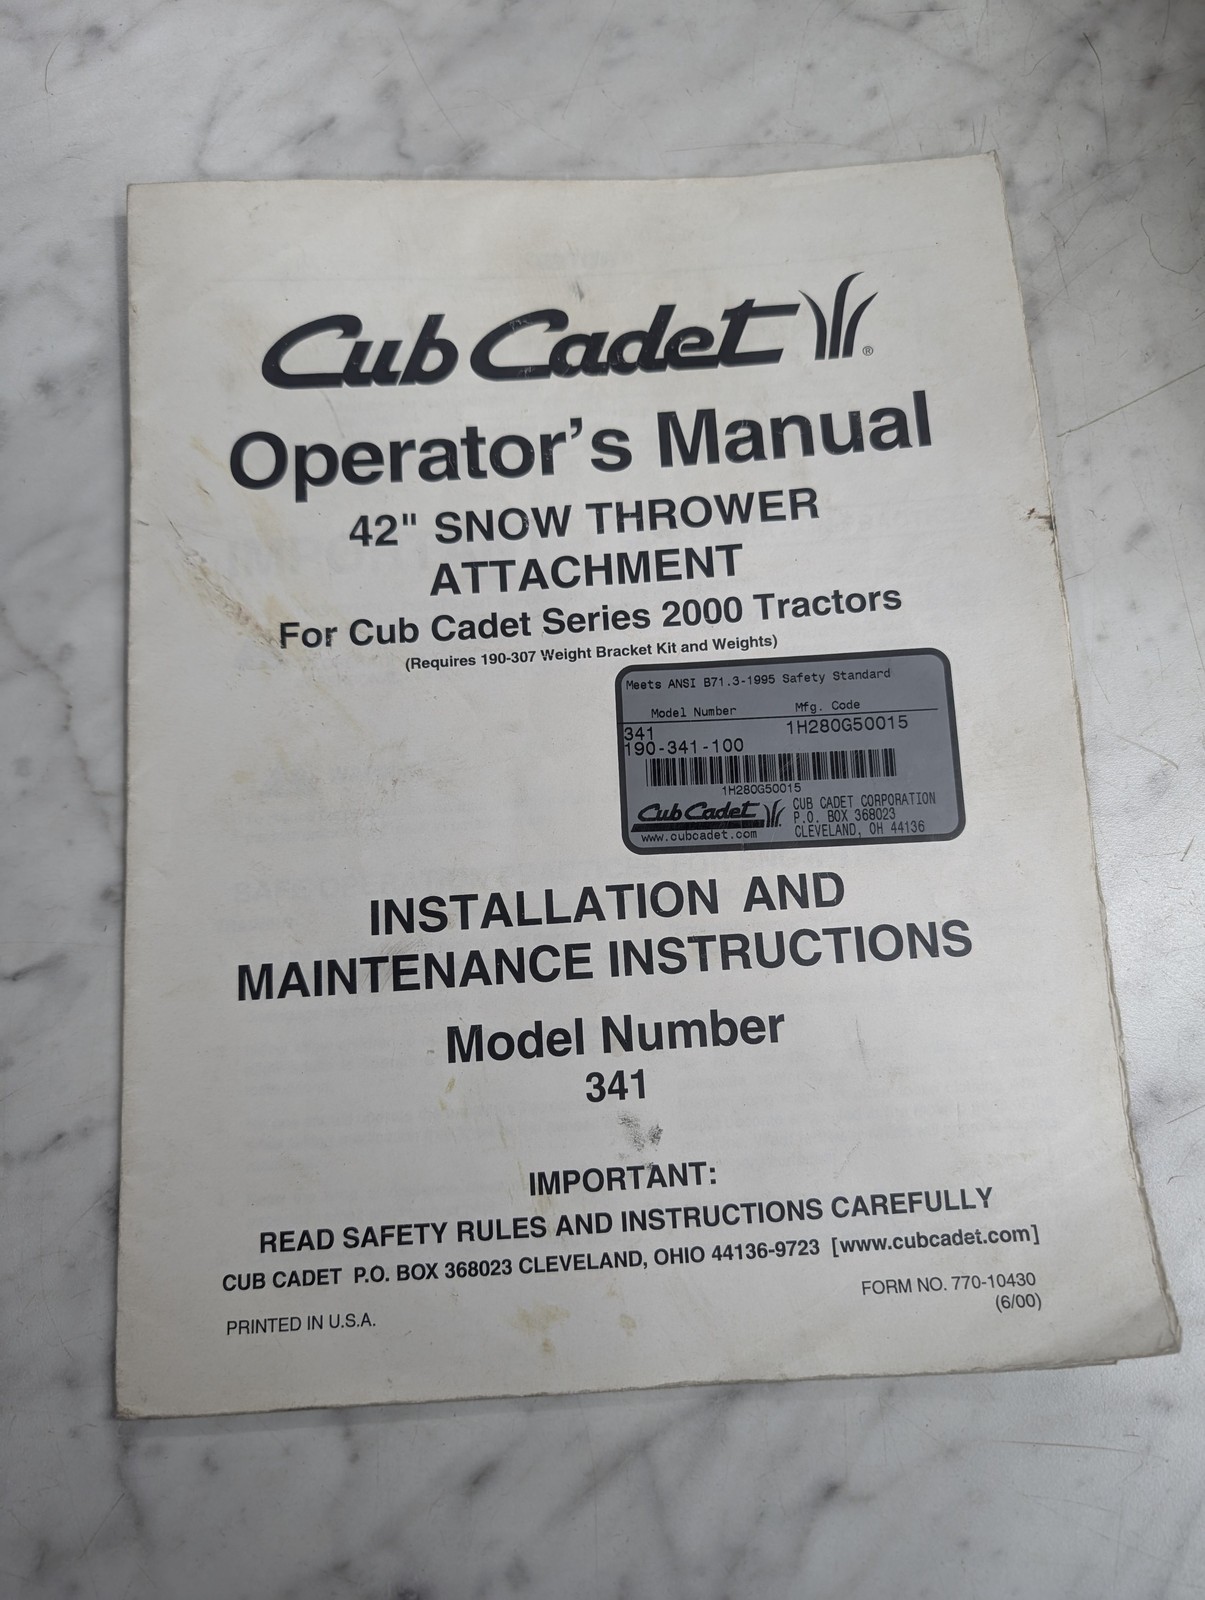 Cub Cadet ®
Operator's Manual
42" SNOW THROWER
ATTACHMENT
For Cub Cadet Series 2000 Tractors
(Requires 190-307 Weight Bracket Kit and Weights)
Meets ANSI B71.3-1995 Safety Standard
Model Number Mfg. Code
341 1H280G50015
190-341-100
1H280G50015
Cub Cadet CUB CADET CORPORATION
P.O. BOX 368023
www.cubcadet.com CLEVELAND, OH 44136
INSTALLATION AND
MAINTENANCE INSTRUCTIONS
Model Number
341
IMPORTANT:
READ SAFETY RULES AND INSTRUCTIONS CAREFULLY
CUB CADET P.O. BOX 368023 CLEVELAND, OHIO 44136-9723 [www.cubcadet.com]
FORM NO. 770-10430
(6/00)
PRINTED IN U.S.A.